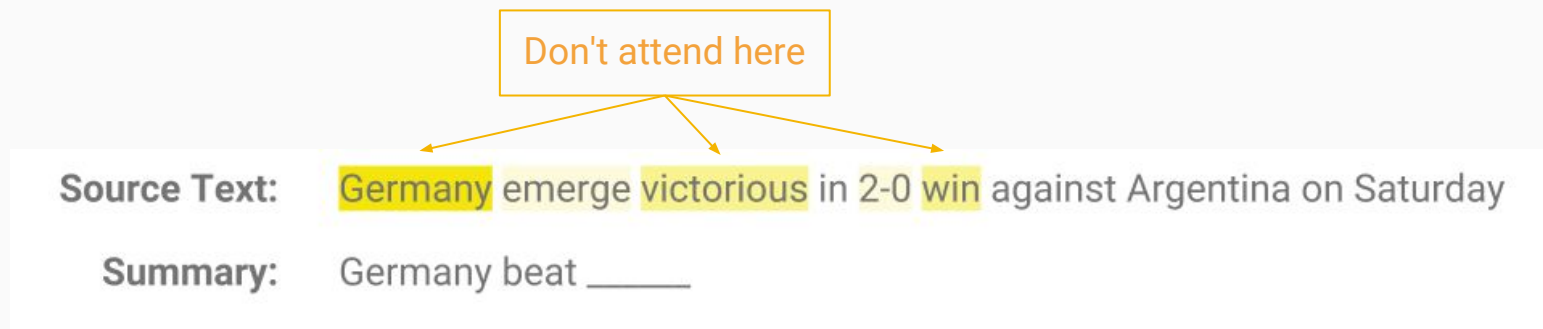 Don't attend here
Source Text: Germany emerge victorious in 2-0 win against Argentina on Saturday
Summary: Germany beat ______